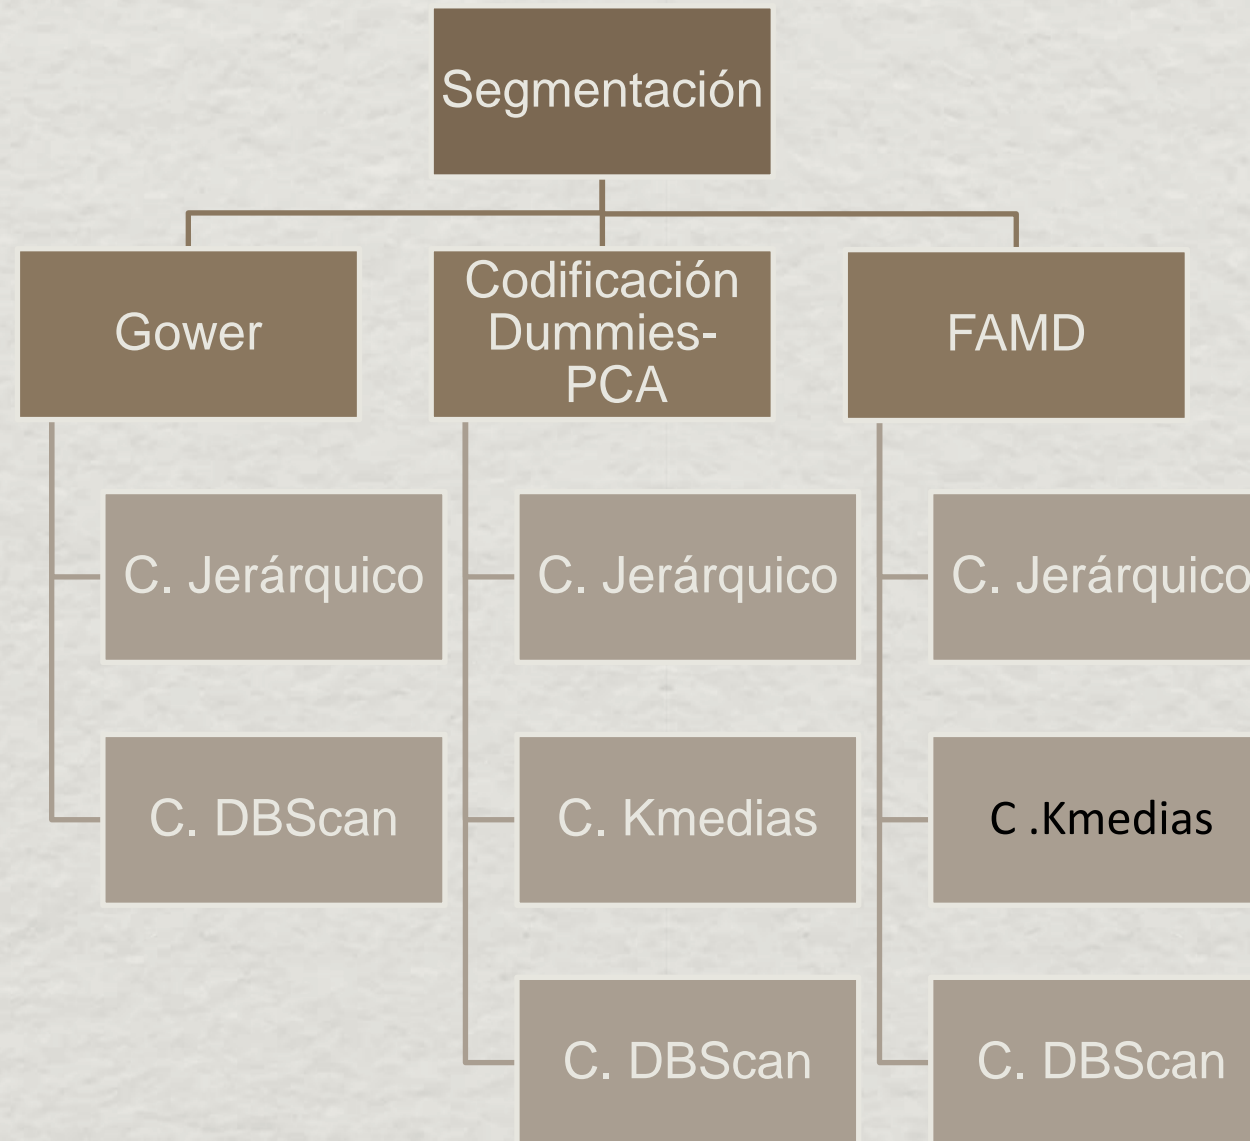 Segmentación
Gower
Codificación
Dummies-
PCA
FAMD
C. Jerárquico
C. Jerárquico
C. Jerárquico
C. DBScan
C. Kmedias
C .Kmedias
C. DBScan
C. DBScan